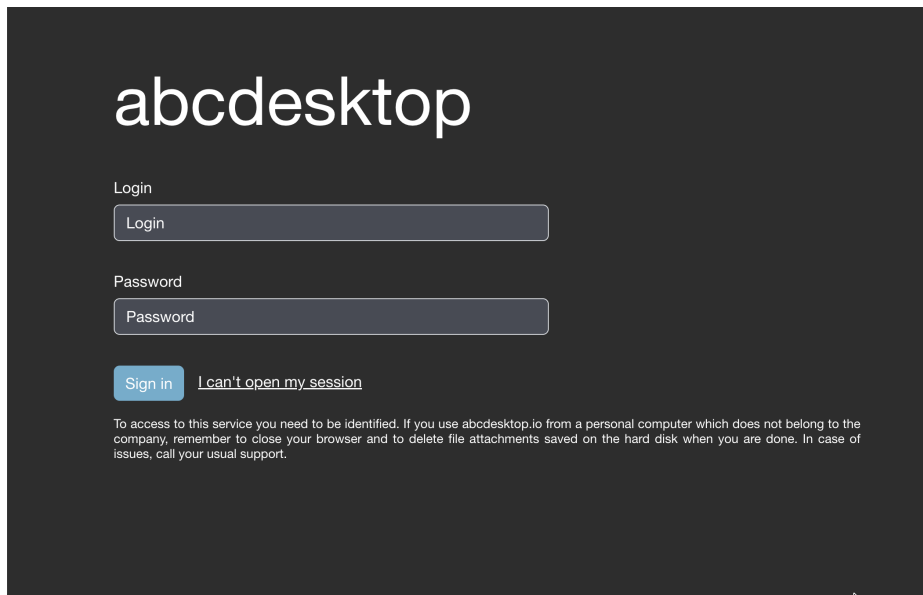 abcdesktop
Login
Login
Password
Password
Sign in I can't open my session
To access to this service you need to be identified. If you use abcdesktop.io from a personal computer which does not belong to the
company, remember to close your browser and to delete file attachments saved on the hard disk when you are done. In case of
issues, call your usual support.